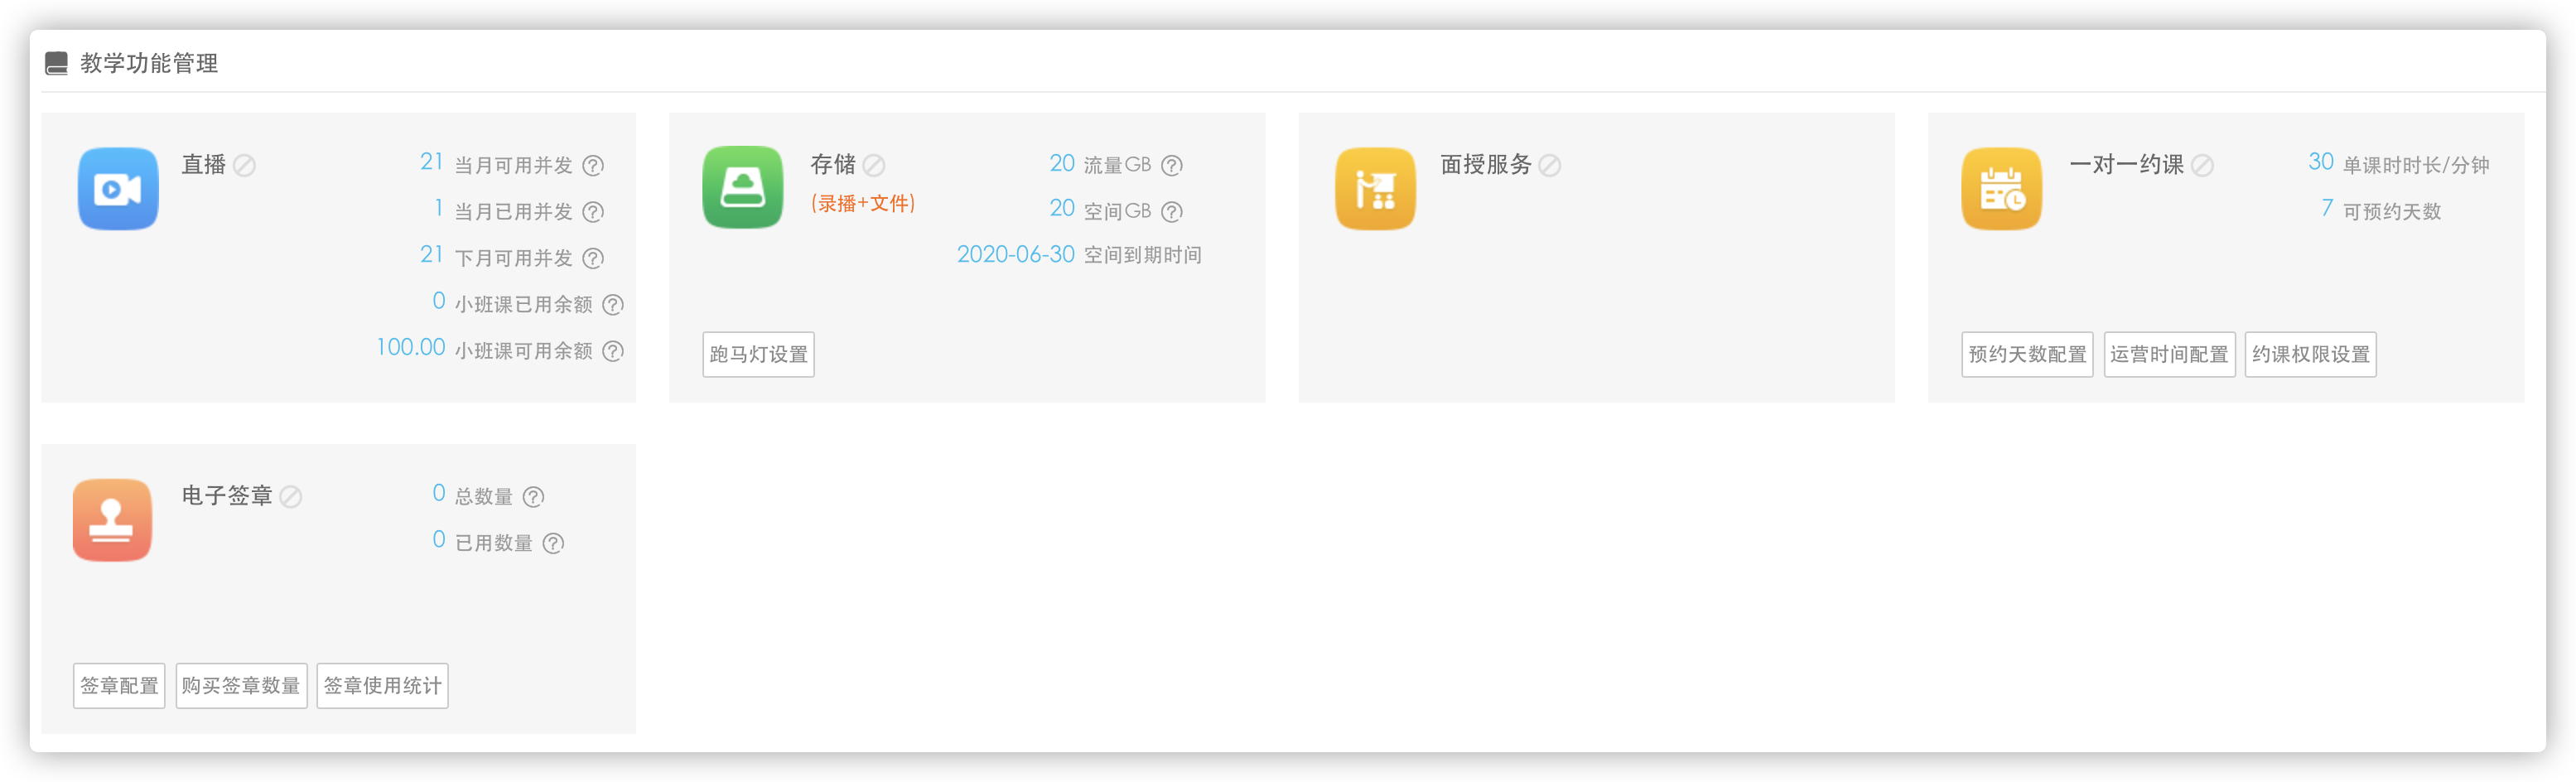 教学功能管理
直播
21 当月可用并发
1 当月已用并发
21 下月可用并发
0 小班课已用余额
100.00 小班课可用余额
存储
(录播+文件)
20 流量GB
20 空间GB
2020-06-30 空间到期时间
跑马灯设置
面授服务
一对一约课
30 单课时时长/分钟
7 可预约天数
预约天数配置 运营时间配置 约课权限设置
电子签章
0 总数量
0 已用数量
签章配置 购买签章数量 签章使用统计